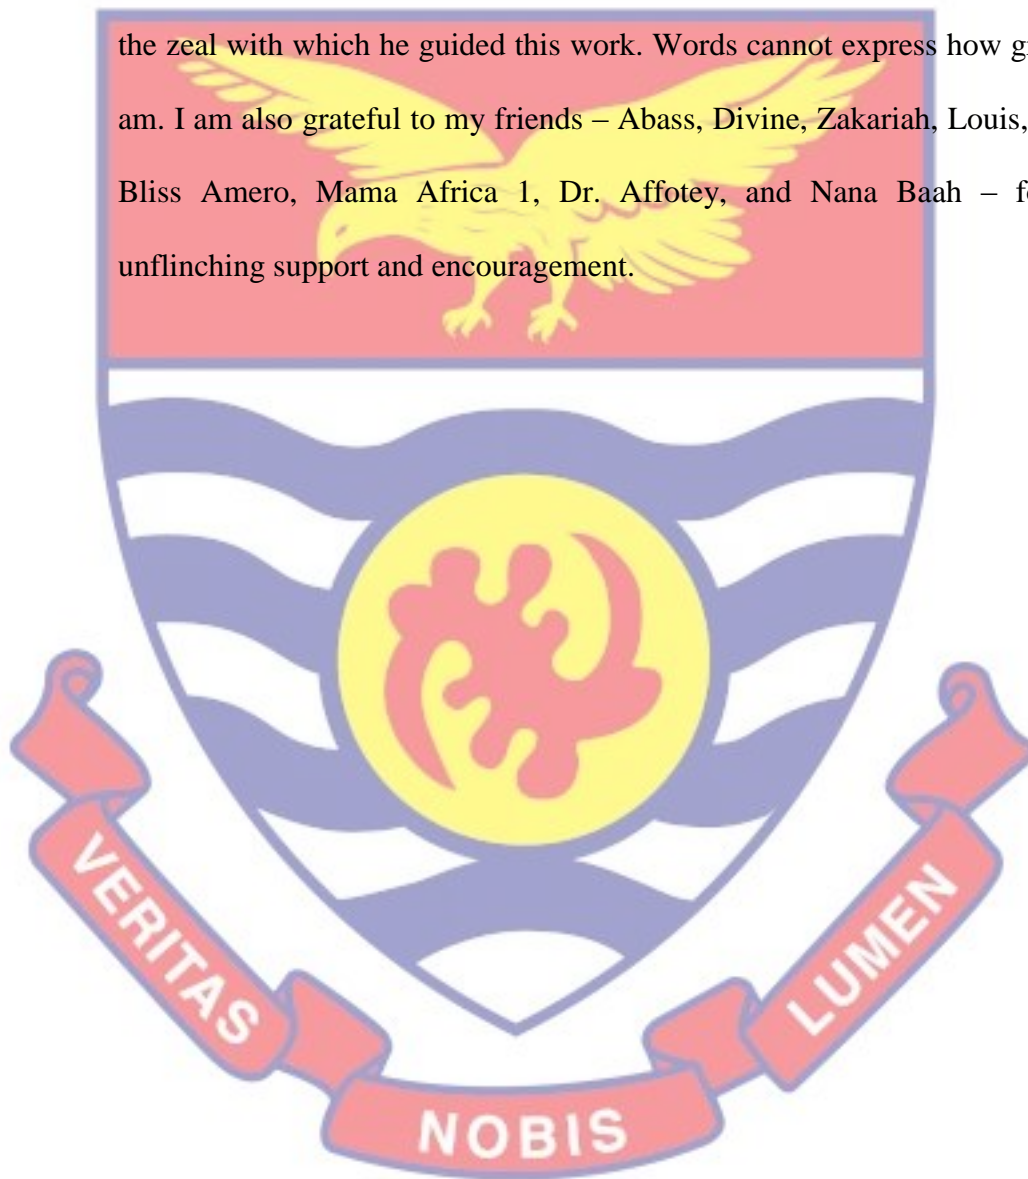 the zeal with which he guided this work. Words cannot express how
am. I am also grateful to my friends – Abass, Divine, Zakariah, Louis,
Bliss Amero, Mama Africa 1, Dr. Affotey, and Nana Baah –
unflinching support and encouragement.
VERITAS
NOBIS
LUMEN